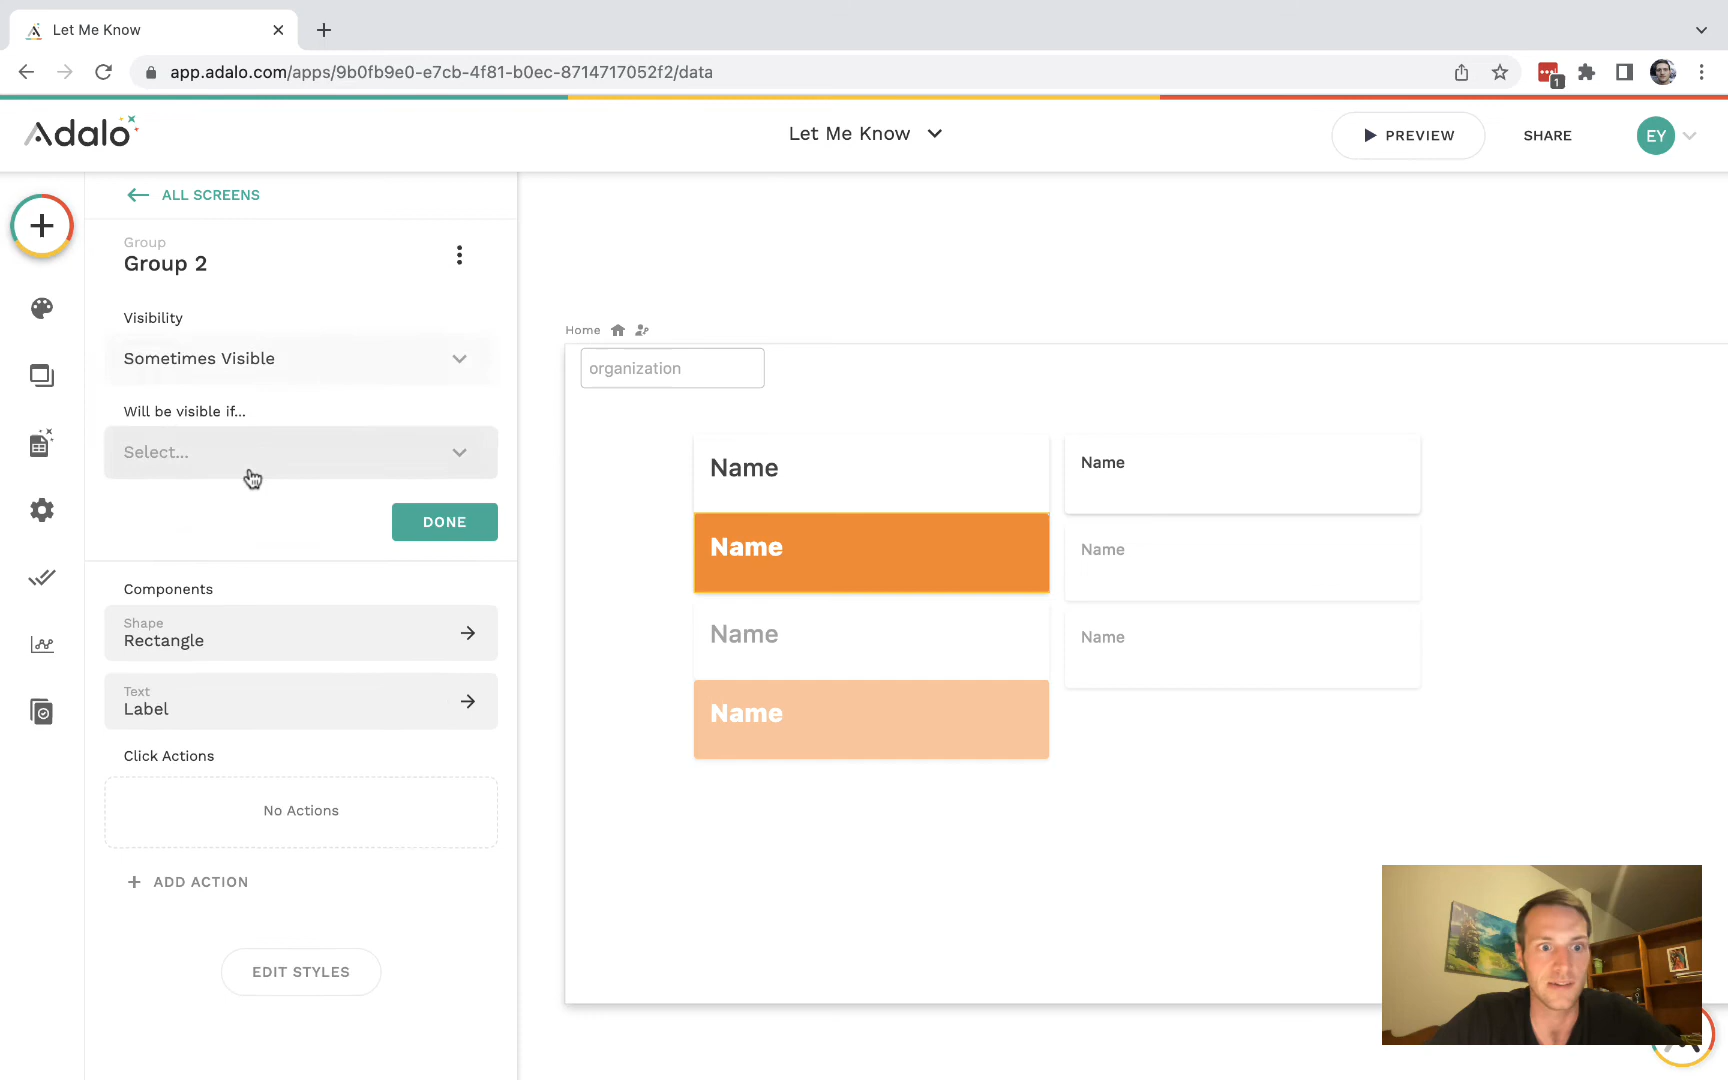 Let Me Know
app.adalo.com/apps/9b0fb9e0-e7cb-4f81-b0ec-8714717052f2/data
1
Adalo
Let Me Know
PREVIEW
SHARE
EY
ALL SCREENS
Group
Group 2
Visibility
Sometimes Visible
Will be visible if...
Select...
DONE
Components
Shape
Rectangle
Text
Label
Click Actions
No Actions
ADD ACTION
EDIT STYLES
Home
organization
Name
Name
Name
Name
Name
Name
Name